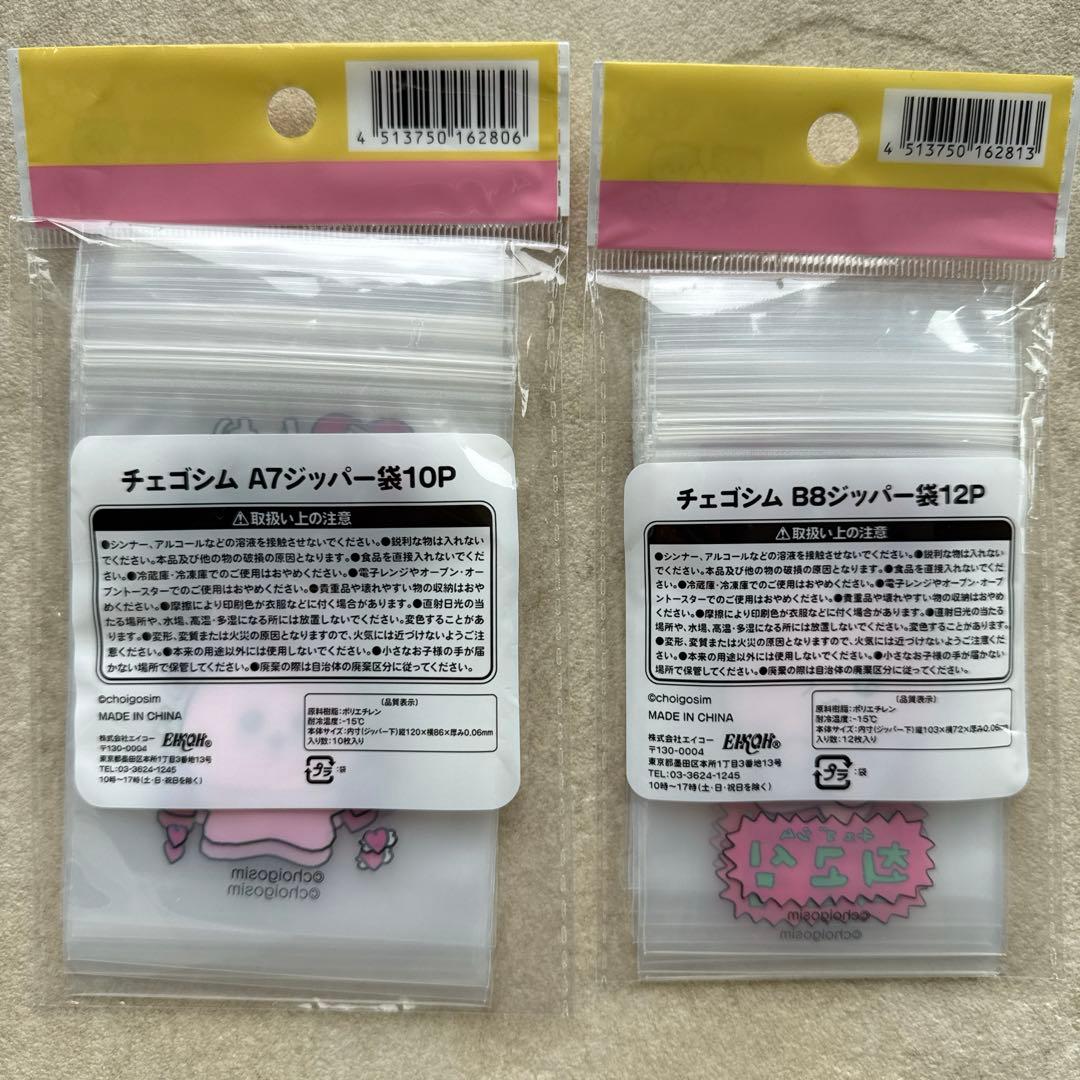 4 513750 162806
チェゴシム A7ジッパー袋10P
⚠取扱い上の注意
●シンナー、アルコールなどの溶液を接触させないでください。●鋭利な物は入れない
でください。本品及び他の物の破損の原因となります。●食品を直接入れないでくだ
さい。●冷蔵庫・冷凍庫でのご使用はおやめください。●電子レンジやオーブン・オー
ブントースターでのご使用はおやめください。●貴重品や壊れやすい物の収納はおや
めください。●摩擦により印刷色が衣服などに付く場合があります。●直射日光の当
たる場所や、水場、高温・多湿になる所には放置しないでください。変色することがあ
ります。●変形、変質または火災の原因となりますので、火気には近づけないようご注
意ください。●本来の用途以外には使用しないでください。●小さなお子様の手が届
かない場所で保管してください。●廃棄の際は自治体の廃棄区分に従ってください。
©choigosim
MADE IN CHINA
株式会社エイコー EIKOH®
〒130-0004
東京都墨田区本所1丁目3番地13号
TEL:03-3624-1245
10時〜17時(土・日・祝日を除く)
〔品質表示〕
原料樹脂:ポリエチレン
耐冷温度:-15℃
本体サイズ:内寸(ジッパー下)縦120×横86×厚み0.06mm
入り数:10枚入り
プラ :袋
©choigosim
©choigosim
4 513750 162813
チェゴシム B8ジッパー袋12P
⚠取扱い上の注意
●シンナー、アルコールなどの溶液を接触させないでください。●鋭利な物は入れない
でください。本品及び他の物の破損の原因となります。●食品を直接入れないでくださ
い。●冷蔵庫・冷凍庫でのご使用はおやめください。●電子レンジやオーブン・オーブ
ントースターでのご使用はおやめください。●貴重品や壊れやすい物の収納はおやめ
ください。●摩擦により印刷色が衣服などに付く場合があります。●直射日光の当たる
場所や、水場、高温・多湿になる所には放置しないでください。変色することがあります。
●変形、変質または火災の原因となりますので、火気には近づけないようご注意くださ
い。●本来の用途以外には使用しないでください。●小さなお子様の手が届かない
場所で保管してください。●廃棄の際は自治体の廃棄区分に従ってください。
©choigosim
MADE IN CHINA
株式会社エイコー EIKOH®
〒130-0004
東京都墨田区本所1丁目3番地13号
TEL:03-3624-1245
10時〜17時(土・日・祝日を除く)
〔品質表示〕
原料樹脂:ポリエチレン
耐冷温度:-15℃
本体サイズ:内寸(ジッパー下)縦103×横72×厚み0.06mm
入り数:12枚入り
プラ :袋
チェゴシム
최고심
©choigosim
©choigosim